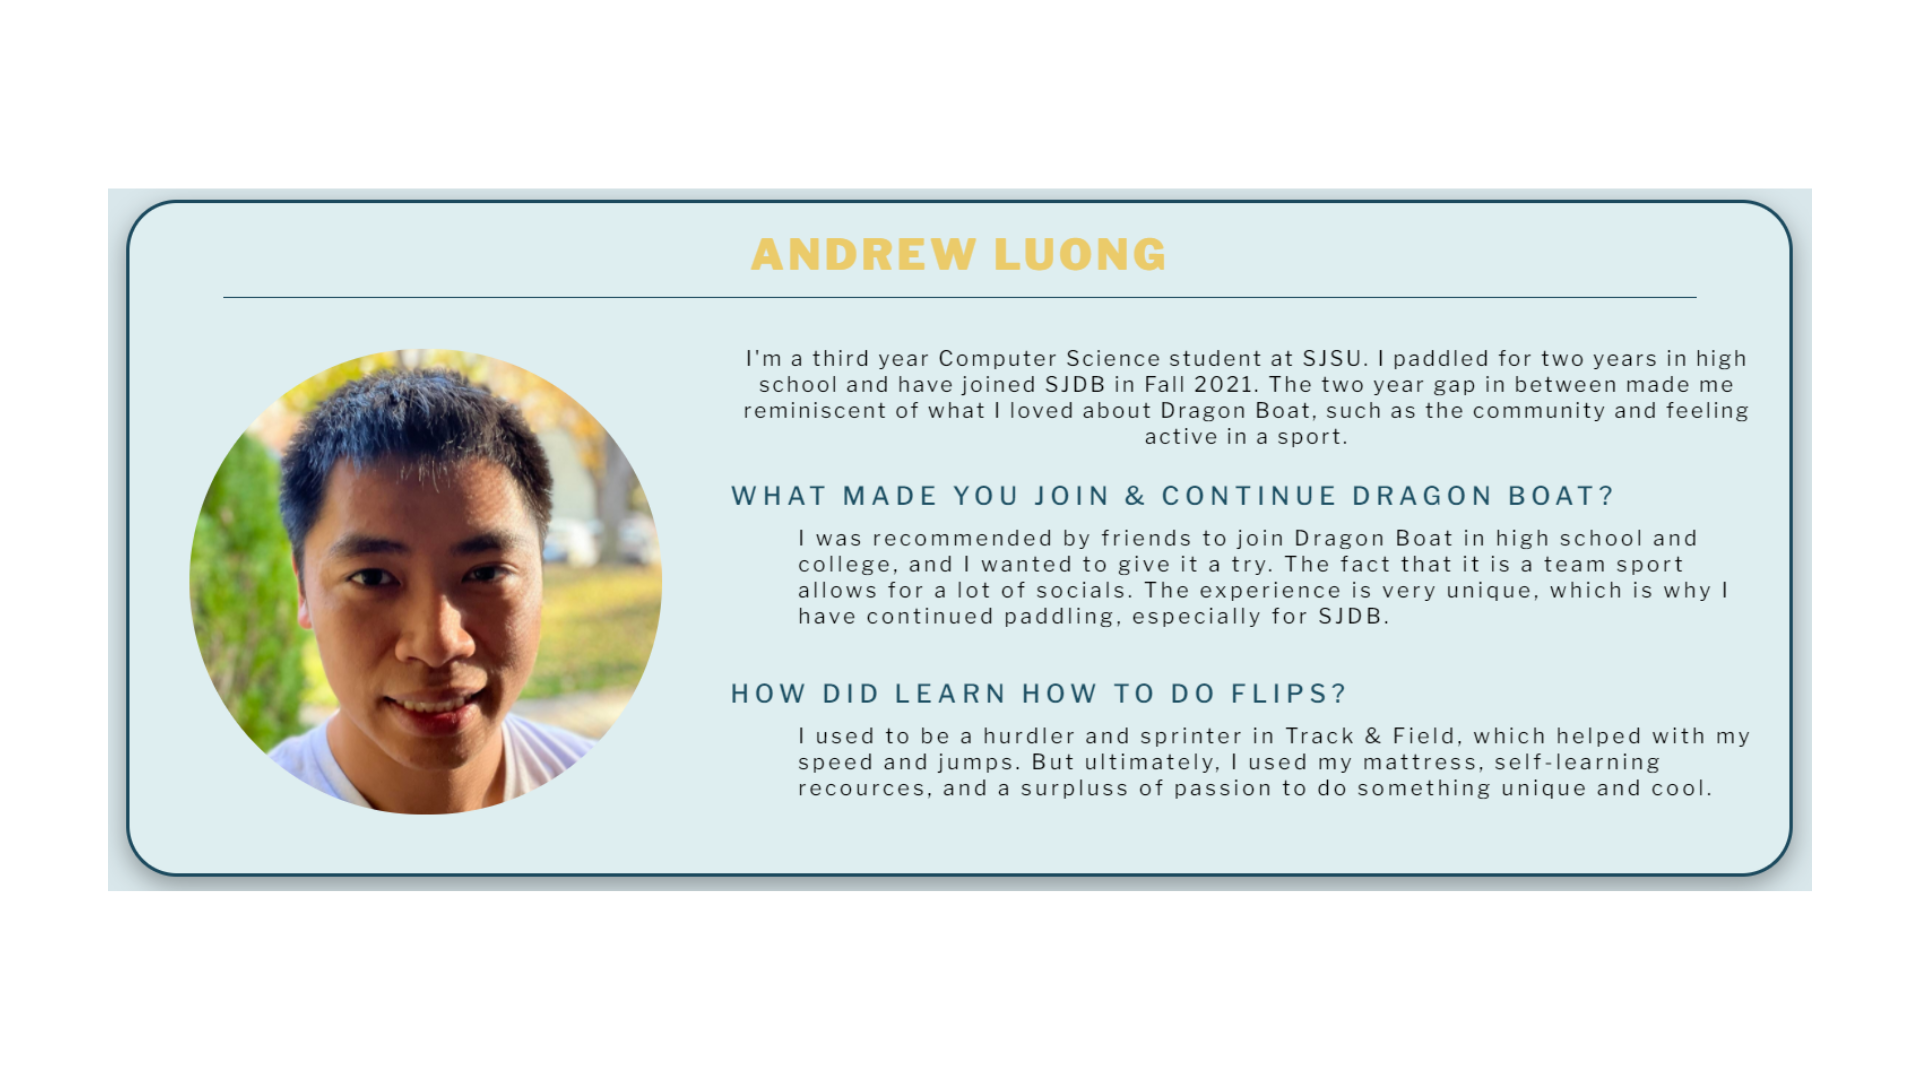 ANDREW LUONG
I'm a third year Computer Science student at SJSU. I paddled for two years in high
school and have joined SJDB in Fall 2021. The two year gap in between made me
reminiscent of what I loved about Dragon Boat, such as the community and feeling
active in a sport.
WHAT MADE YOU JOIN & CONTINUE DRAGON BOAT?
I was recommended by friends to join Dragon Boat in high school and
college, and I wanted to give it a try. The fact that it is a team sport
allows for a lot of socials. The experience is very unique, which is why I
have continued paddling, especially for SJDB.
HOW DID LEARN HOW TO DO FLIPS?
I used to be a hurdler and sprinter in Track & Field, which helped with my
speed and jumps. But ultimately, I used my mattress, self-learning
recources, and a surpluss of passion to do something unique and cool.